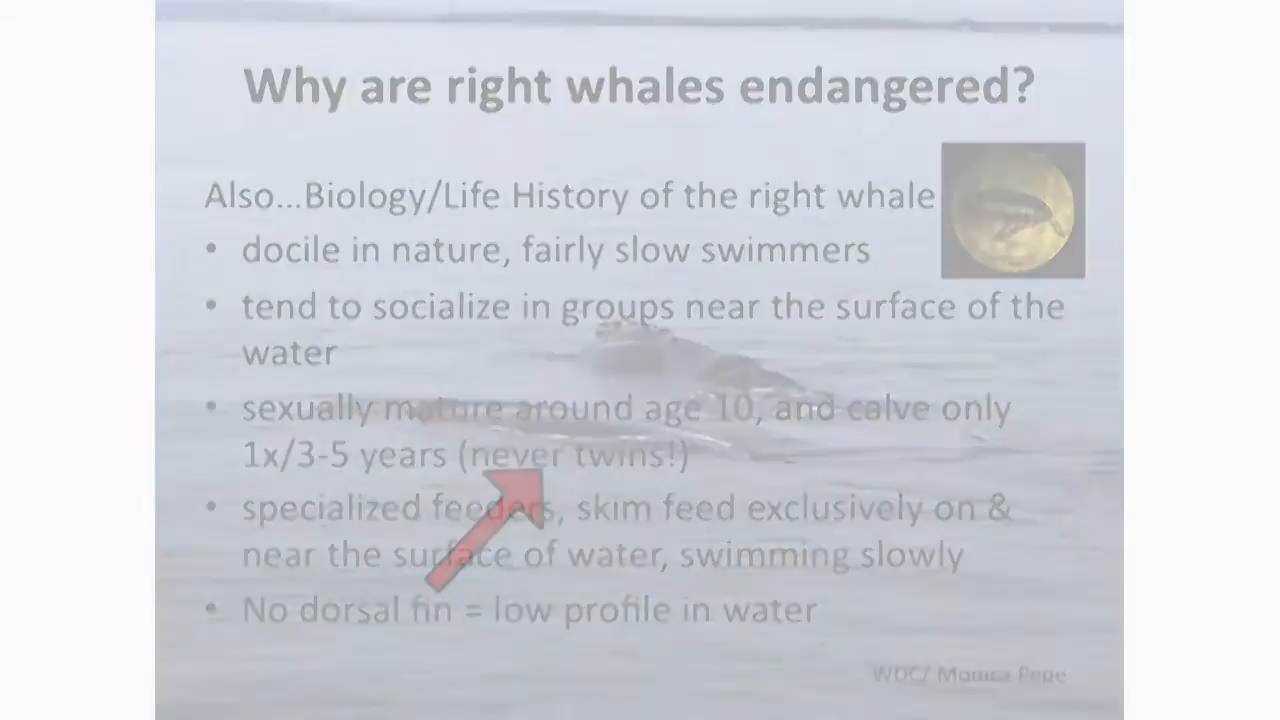 Why are right whales endangered?
Also...Biology/Life History of the right whale
• docile in nature, fairly slow swimmers
• tend to socialize in groups near the surface of the
water
• sexually mature around age 10, and calve only
1x/3-5 years (never twins!)
• specialized feeders, skim feed exclusively on &
near the surface of water, swimming slowly
• No dorsal fin = low profile in water
WDC/ Monica Pepe